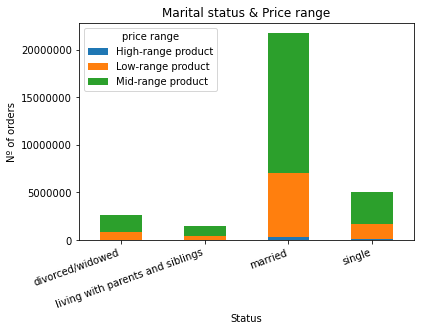 Marital status & Price range
price range
High-range product
Low-range product
Mid-range product
Nº of orders
20000000
15000000
10000000
5000000
0
divorced/widowed
living with parents and siblings
married
single
Status